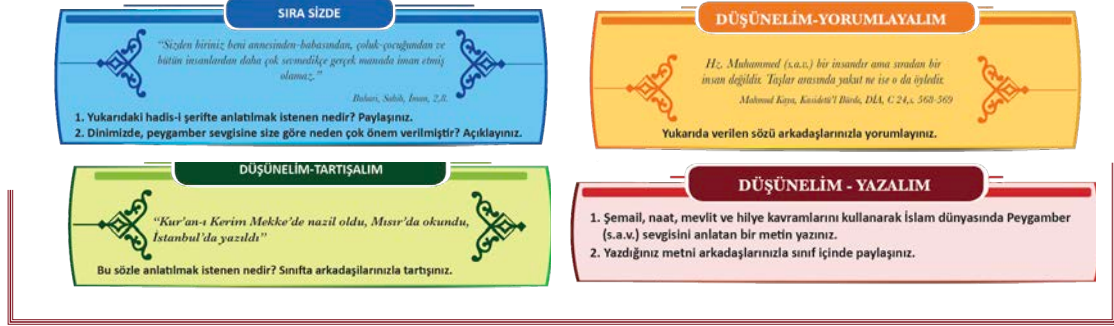 SIRA SİZDE
“Sizden biriniz beni annesinden-babasından, çoluk-çocuğundan ve
bütün insanlardan daha çok sevmedikçe gerçek manada iman etmiş
olamaz.”
Buhari, Sahih, İman, 2,8.
1. Yukarıdaki hadis-i şerifte anlatılmak istenen nedir? Paylaşınız.
2. Dinimizde, peygamber sevgisine size göre neden çok önem verilmiştir? Açıklayınız.
DÜŞÜNELİM-YORUMLAYALIM
Hz. Muhammed (s.a.v.) bir insandır ama sıradan bir
insan değildir. Taşlar arasında yakut ne ise o da öyledir.
Mahmud Kaya, Kasidetü’l Bürde, DİA, C 24,s. 568-569
Yukarıda verilen sözü arkadaşlarınızla yorumlayınız.
DÜŞÜNELİM-TARTIŞALIM
“Kur’an-ı Kerim Mekke’de nazil oldu, Mısır’da okundu,
İstanbul’da yazıldı”
Bu sözle anlatılmak istenen nedir? Sınıfta arkadaşilarınızla tartışınız.
DÜŞÜNELİM - YAZALIM
1. Şemail, naat, mevlit ve hilye kavramlarını kullanarak İslam dünyasında Peygamber
(s.a.v.) sevgisini anlatan bir metin yazınız.
2. Yazdığınız metni arkadaşlarınızla sınıf içinde paylaşınız.